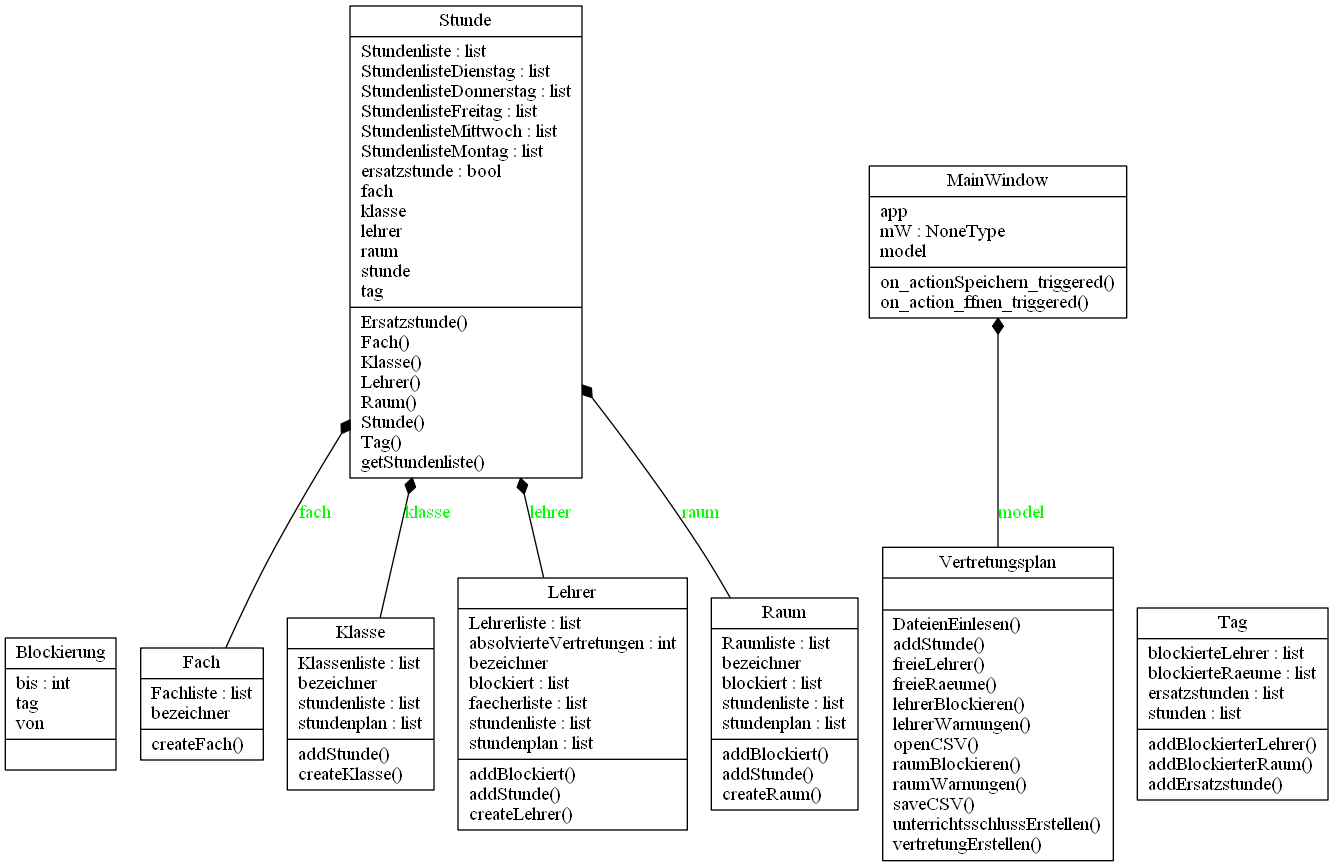 Stunde
Stundenliste : list
StundenlisteDienstag : list
StundenlisteDonnerstag : list
StundenlisteFreitag : list
StundenlisteMittwoch : list
StundenlisteMontag : list
ersatzstunde : bool
fach
klasse
lehrer
raum
stunde
tag
Ersatzstunde()
Fach()
Klasse()
Lehrer()
Raum()
Stunde()
Tag()
getStundenliste()
MainWindow
app
mW : NoneType
model
on_actionSpeichern_triggered()
on_action_ffnen_triggered()
fach
klasse
lehrer
raum
model
Blockierung
bis : int
tag
von
Fach
Fachliste : list
bezeichner
createFach()
Klasse
Klassenliste : list
bezeichner
stundenliste : list
stundenplan : list
addStunde()
createKlasse()
Lehrer
Lehrerliste : list
absolvierteVertretungen : int
bezeichner
blockiert : list
faecherliste : list
stundenliste : list
stundenplan : list
addBlockiert()
addStunde()
createLehrer()
Raum
Raumliste : list
bezeichner
blockiert : list
stundenliste : list
stundenplan : list
addBlockiert()
addStunde()
createRaum()
Vertretungsplan
DateienEinlesen()
addStunde()
freieLehrer()
freieRaeume()
lehrerBlockieren()
lehrerWarnungen()
openCSV()
raumBlockieren()
raumWarnungen()
saveCSV()
unterrichtsschlussErstellen()
vertretungErstellen()
Tag
blockierteLehrer : list
blockierteRaeume : list
ersatzstunden : list
stunden : list
addBlockierterLehrer()
addBlockierterRaum()
addErsatzstunde()